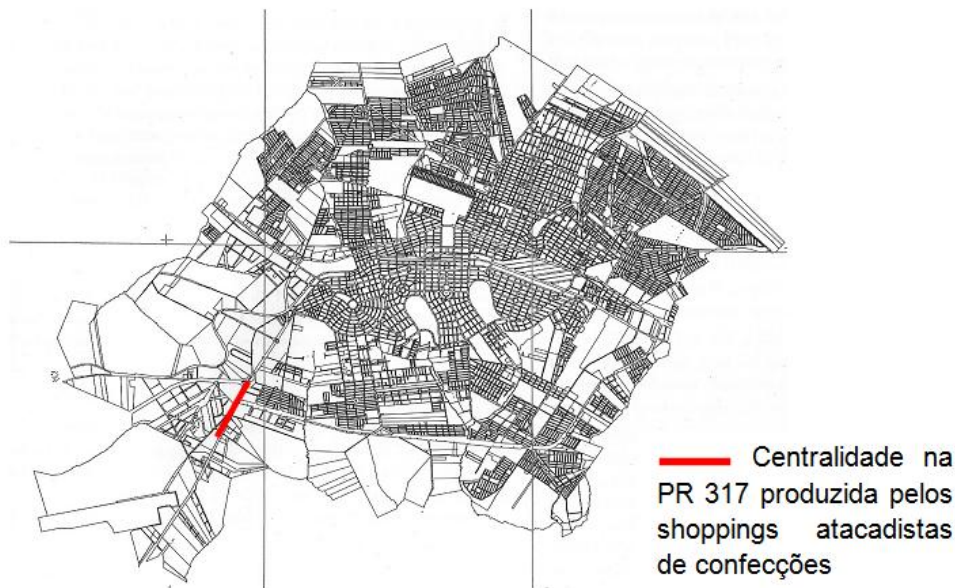 Centralidade na
PR 317 produzida pelos
shoppings atacadistas
de confecções